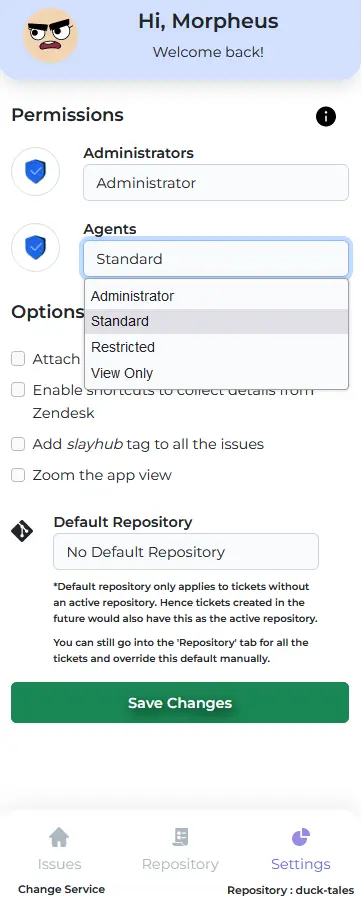 Hi, Morpheus
Welcome back!
Permissions
Administrators
Administrator
Agents
Standard
Administrator
Standard
Restricted
View Only
Options
Attach
Enable shortcuts to collect details from
Zendesk
Add slayhub tag to all the issues
Zoom the app view
Default Repository
No Default Repository
*Default repository only applies to tickets without
an active repository. Hence tickets created in the
future would also have this as the active repository.
You can still go into the 'Repository' tab for all the
tickets and override this default manually.
Save Changes
Issues
Repository
Settings
Change Service
Repository : duck-tales